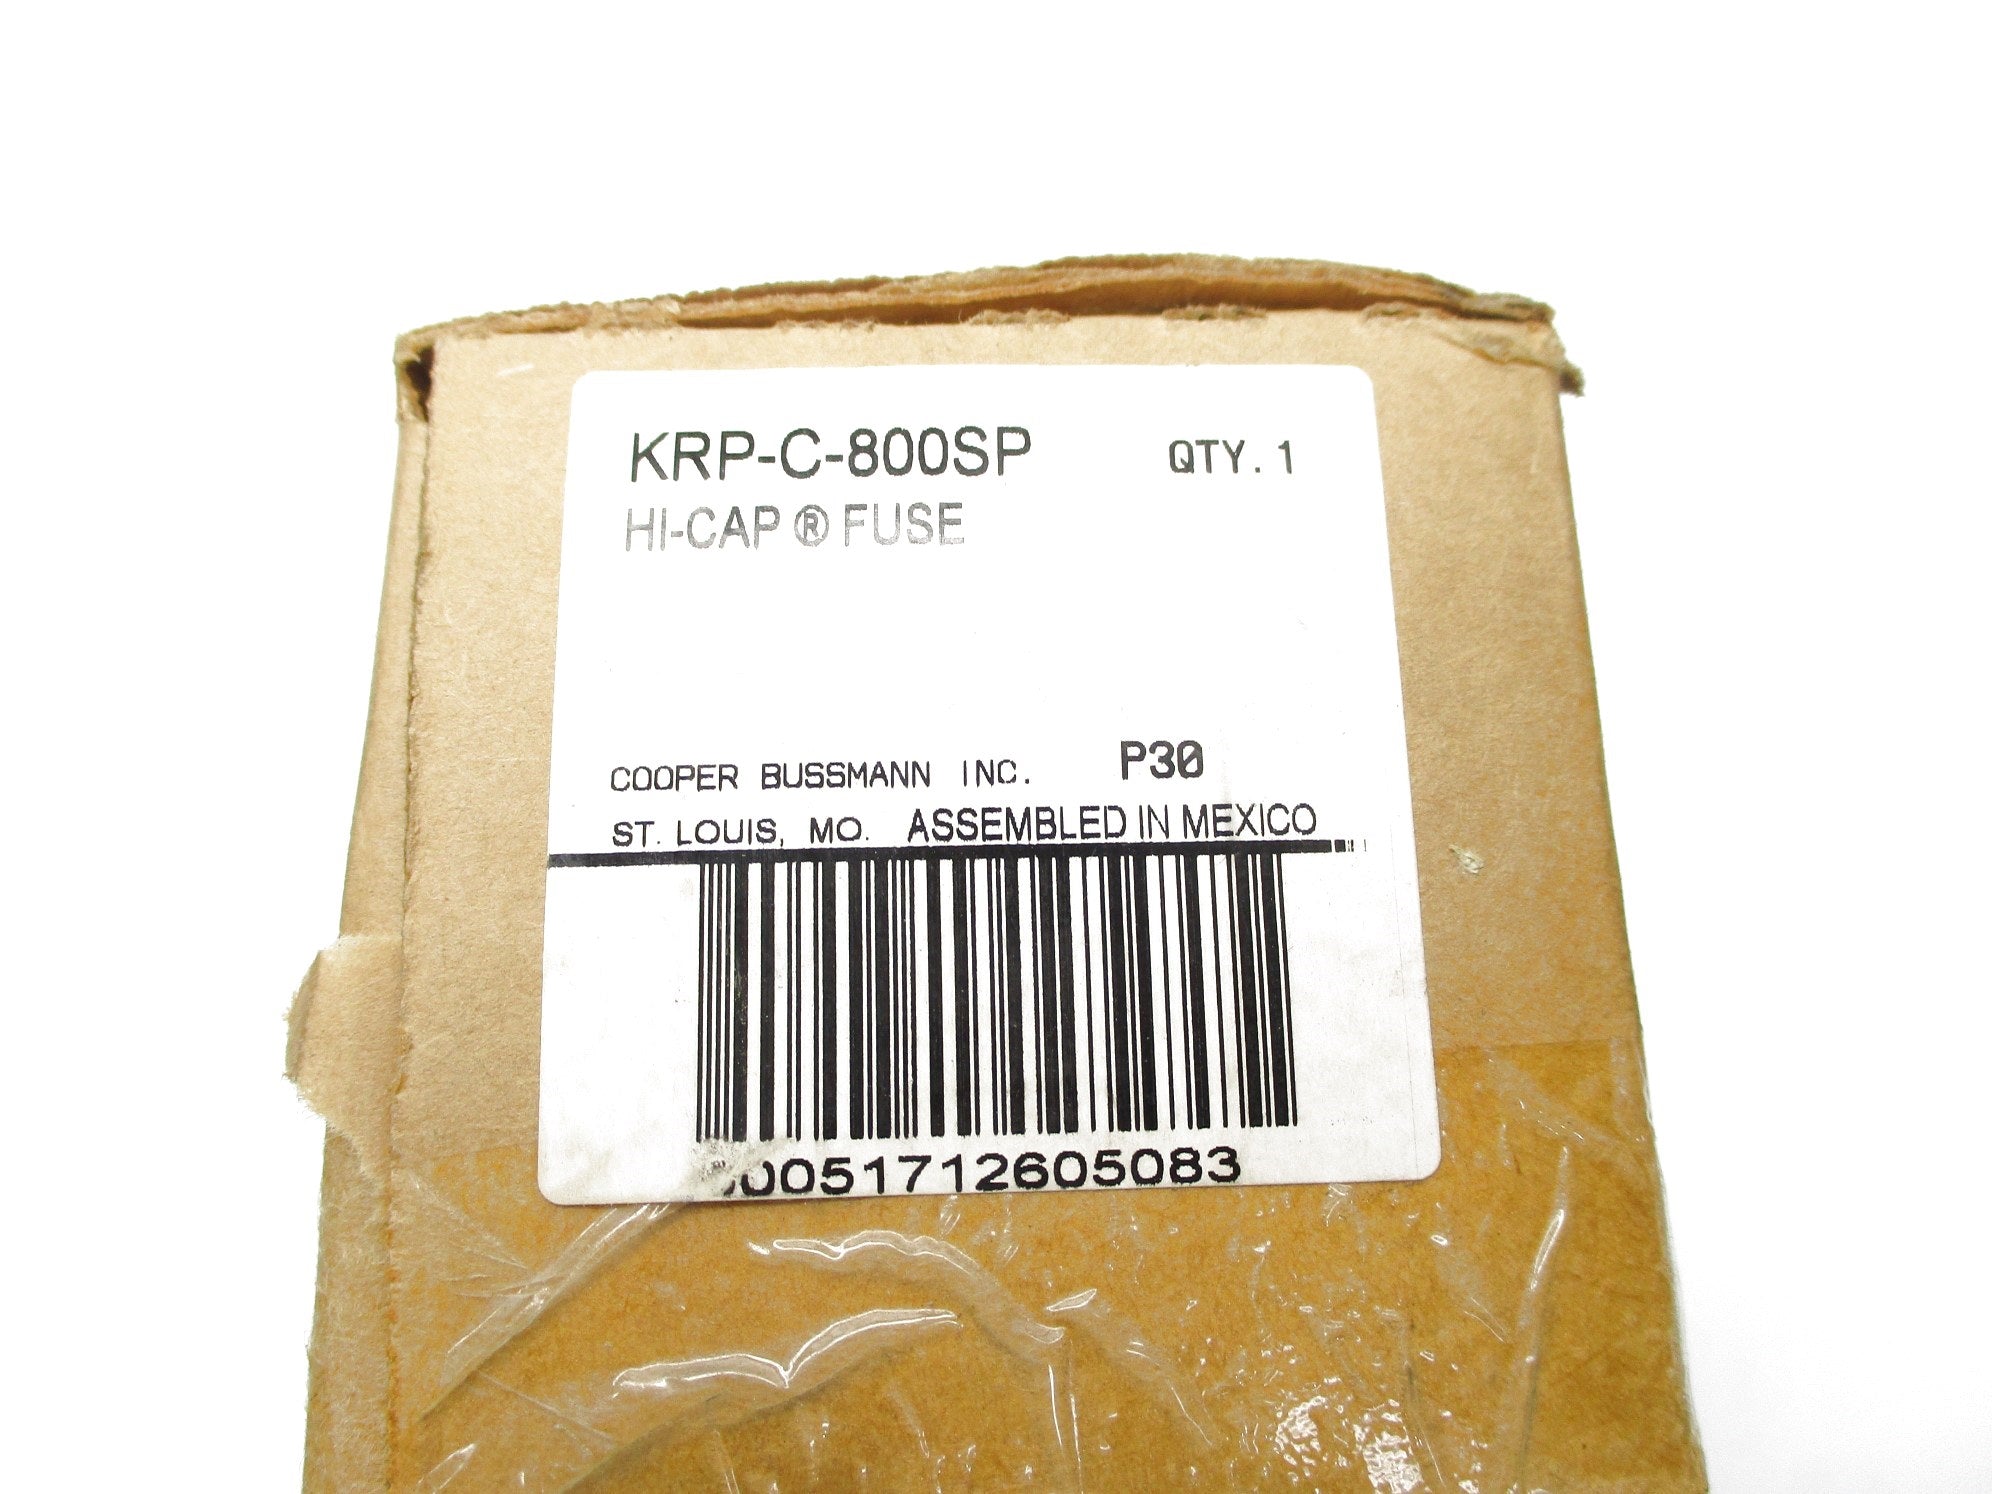 KRP-C-800SP QTY. 1
HI-CAP ® FUSE
COOPER BUSSMANN INC. P30
ST. LOUIS, MO. ASSEMBLED IN MEXICO
0051712605083